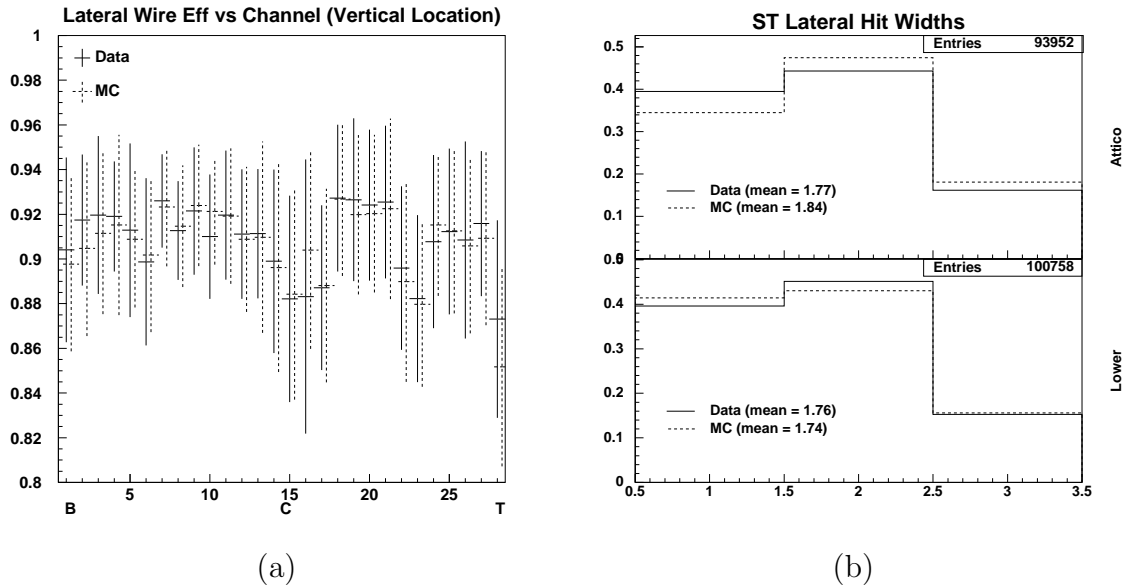 Lateral Wire Eff vs Channel (Vertical Location)
1
0.98
0.96
0.94
0.92
0.9
0.88
0.86
0.84
0.82
0.8
Data
MC
5
10
15
20
25
B
C
T
(a)
ST Lateral Hit Widths
Entries 93952
0.5
0.4
0.3
0.2
0.1
0
Data (mean = 1.77)
MC (mean = 1.84)
Attico
Entries 100758
0.5
0.4
0.3
0.2
0.1
0
Data (mean = 1.76)
MC (mean = 1.74)
Lower
0.5
1
1.5
2
2.5
3
3.5
(b)